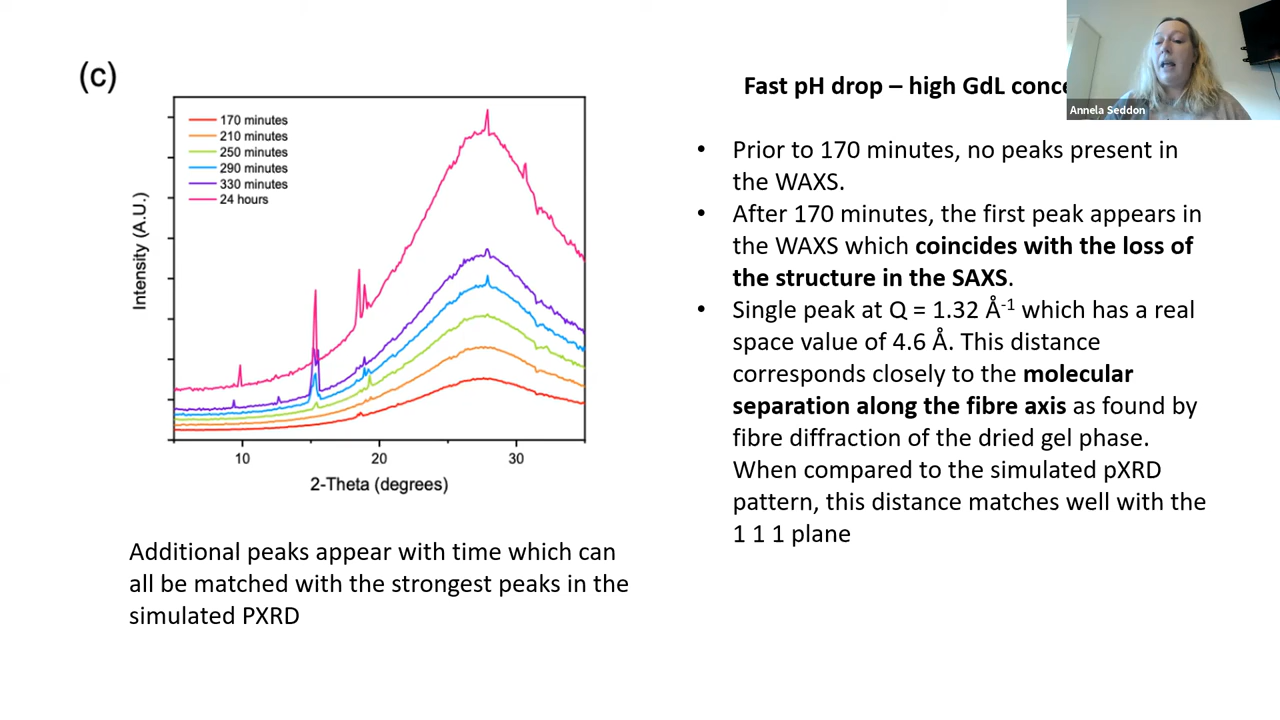 (c)
170 minutes
210 minutes
250 minutes
290 minutes
330 minutes
24 hours
Intensity (A.U.)
10
20
30
2-Theta (degrees)
Additional peaks appear with time which can
all be matched with the strongest peaks in the
simulated PXRD
Fast pH drop – high GdL
Annela Seddon
• Prior to 170 minutes, no peaks present in
the WAXS.
• After 170 minutes, the first peak appears in
the WAXS which coincides with the loss of
the structure in the SAXS.
• Single peak at Q = 1.32 Å⁻¹ which has a real
space value of 4.6 Å. This distance
corresponds closely to the molecular
separation along the fibre axis as found by
fibre diffraction of the dried gel phase.
When compared to the simulated pXRD
pattern, this distance matches well with the
1 1 1 plane